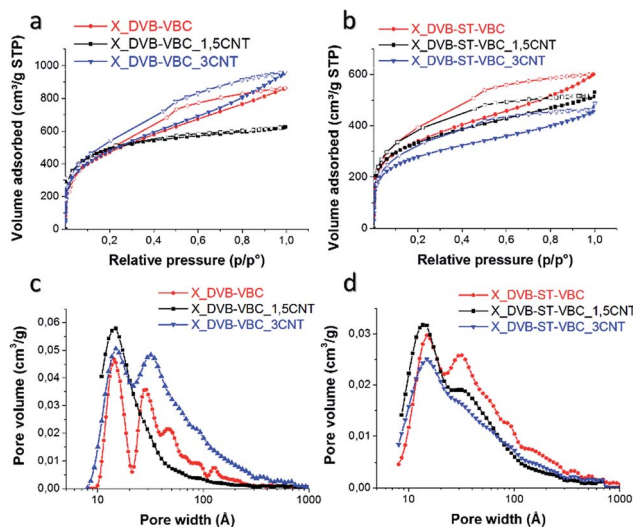 a
X_DVB-VBC
X_DVB-VBC_1,5CNT
X_DVB-VBC_3CNT
Volume adsorbed (cm³/g STP)
1000
800
600
400
200
0
0,2 0,4 0,6 0,8 1,0
Relative pressure (p/p°)
b
X_DVB-ST-VBC
X_DVB-ST-VBC_1,5CNT
X_DVB-ST-VBC_3CNT
Volume adsorbed (cm³/g STP)
600
400
200
0
0,2 0,4 0,6 0,8 1,0
Relative pressure (p/p°)
c
X_DVB-VBC
X_DVB-VBC_1,5CNT
X_DVB-VBC_3CNT
Pore volume (cm³/g)
0,06
0,05
0,04
0,03
0,02
0,01
0,00
10 100 1000
Pore width (Å)
d
X_DVB-ST-VBC
X_DVB-ST-VBC_1,5CNT
X_DVB-ST-VBC_3CNT
Pore volume (cm³/g)
0,03
0,02
0,01
0,00
10 100 1000
Pore width (Å)